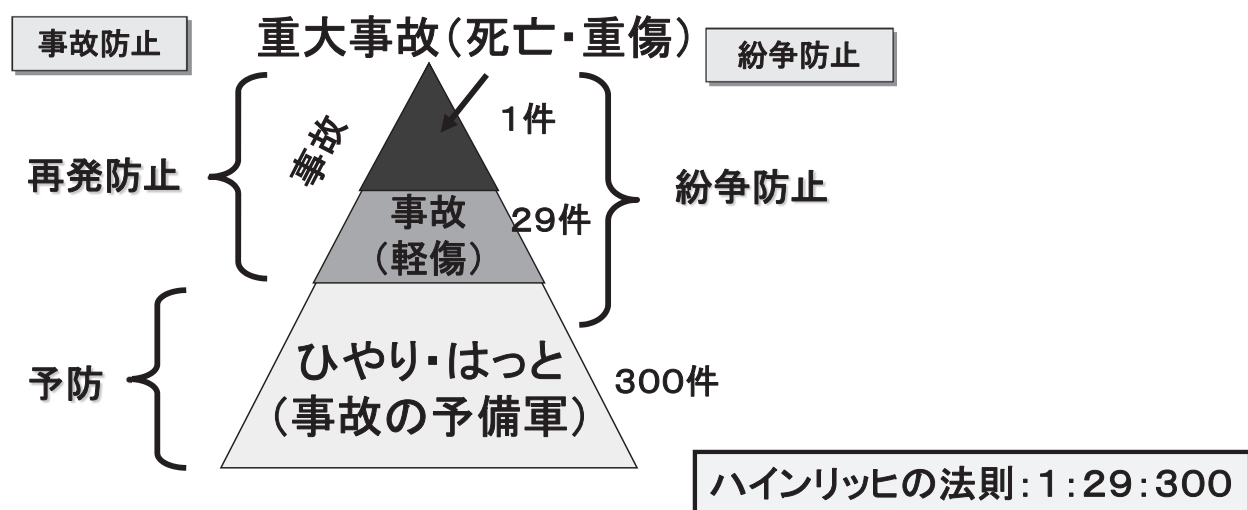 事故防止
重大事故(死亡・重傷)
紛争防止
1件
事故
再発防止
事故
(軽傷)
29件
紛争防止
ひやり・はっと
(事故の予備軍)
300件
予防
ハインリッヒの法則:1:29:300